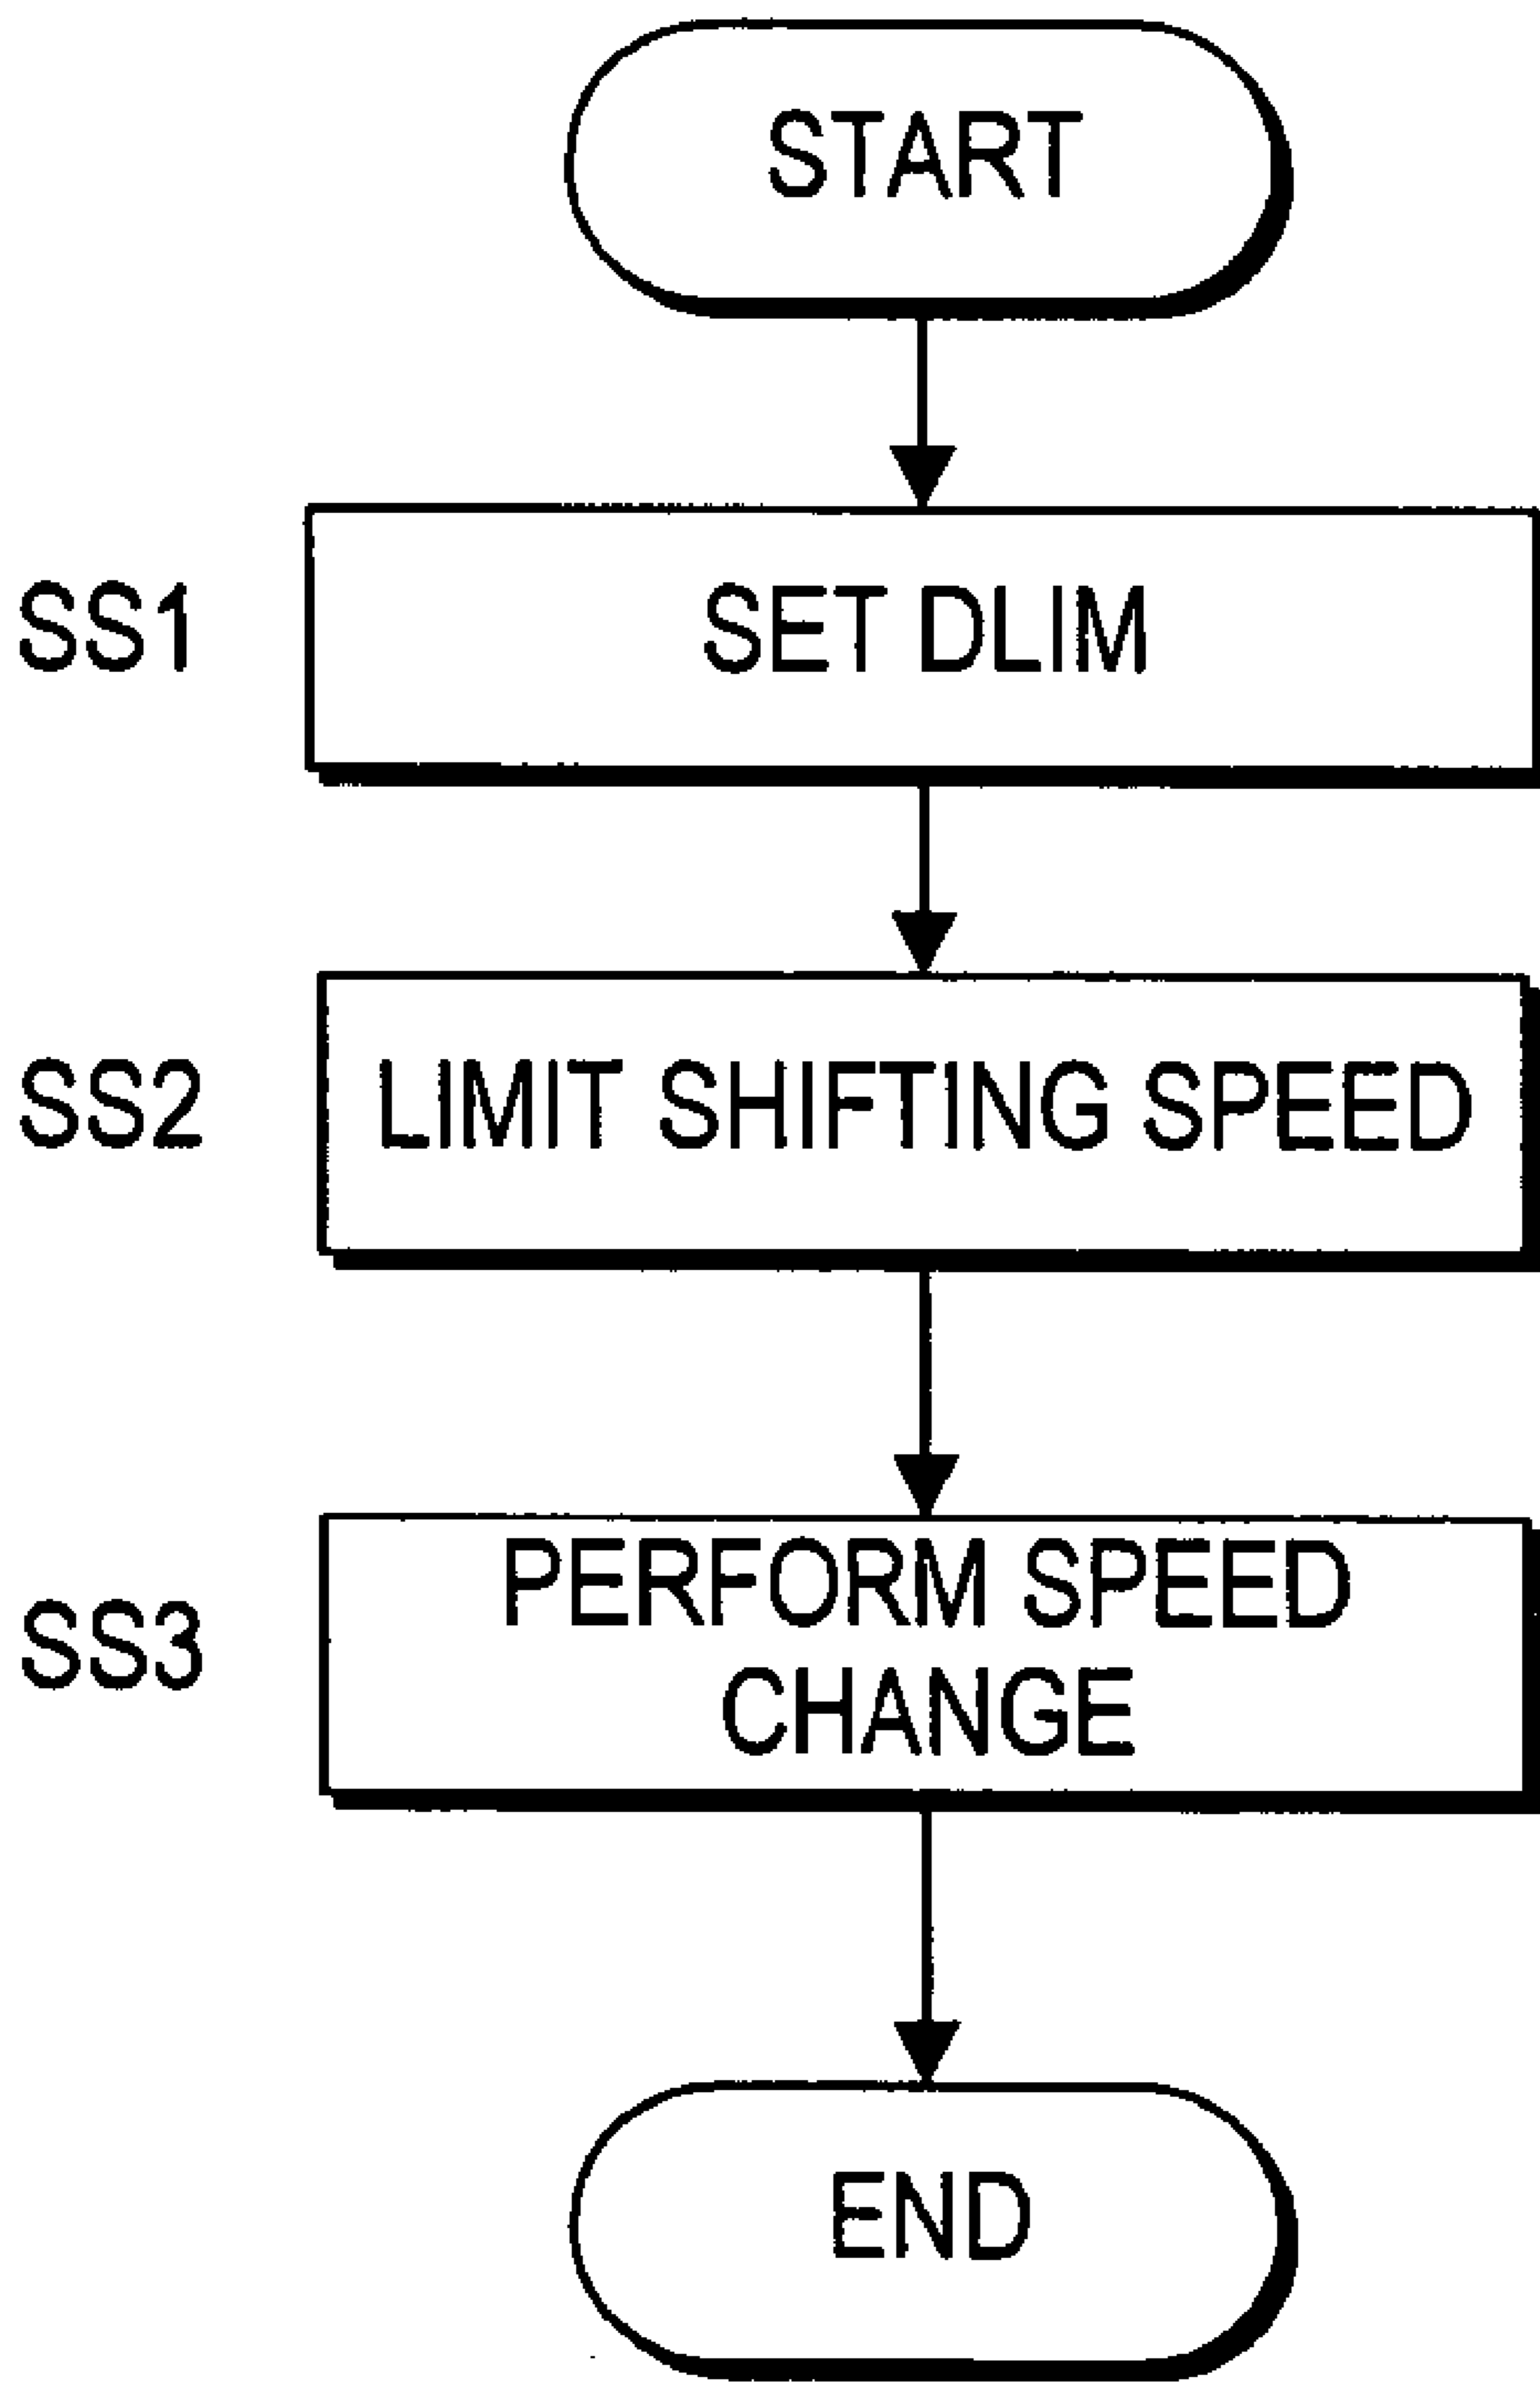 START
SS1
SET DLIM
SS2
LIMIT SHIFTING SPEED
SS3
PERFORM SPEED
CHANGE
END